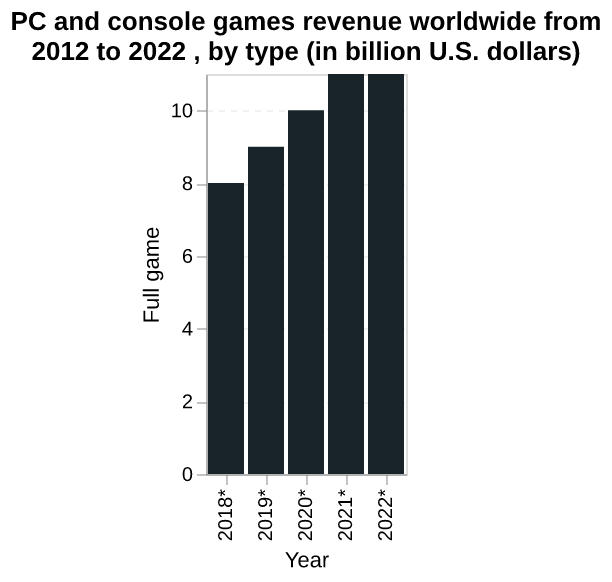 PC and console games revenue worldwide from
2012 to 2022 , by type (in billion U.S. dollars)
10
8
6
4
2
0
Full game
2018*
2019*
2020*
2021*
2022*
Year